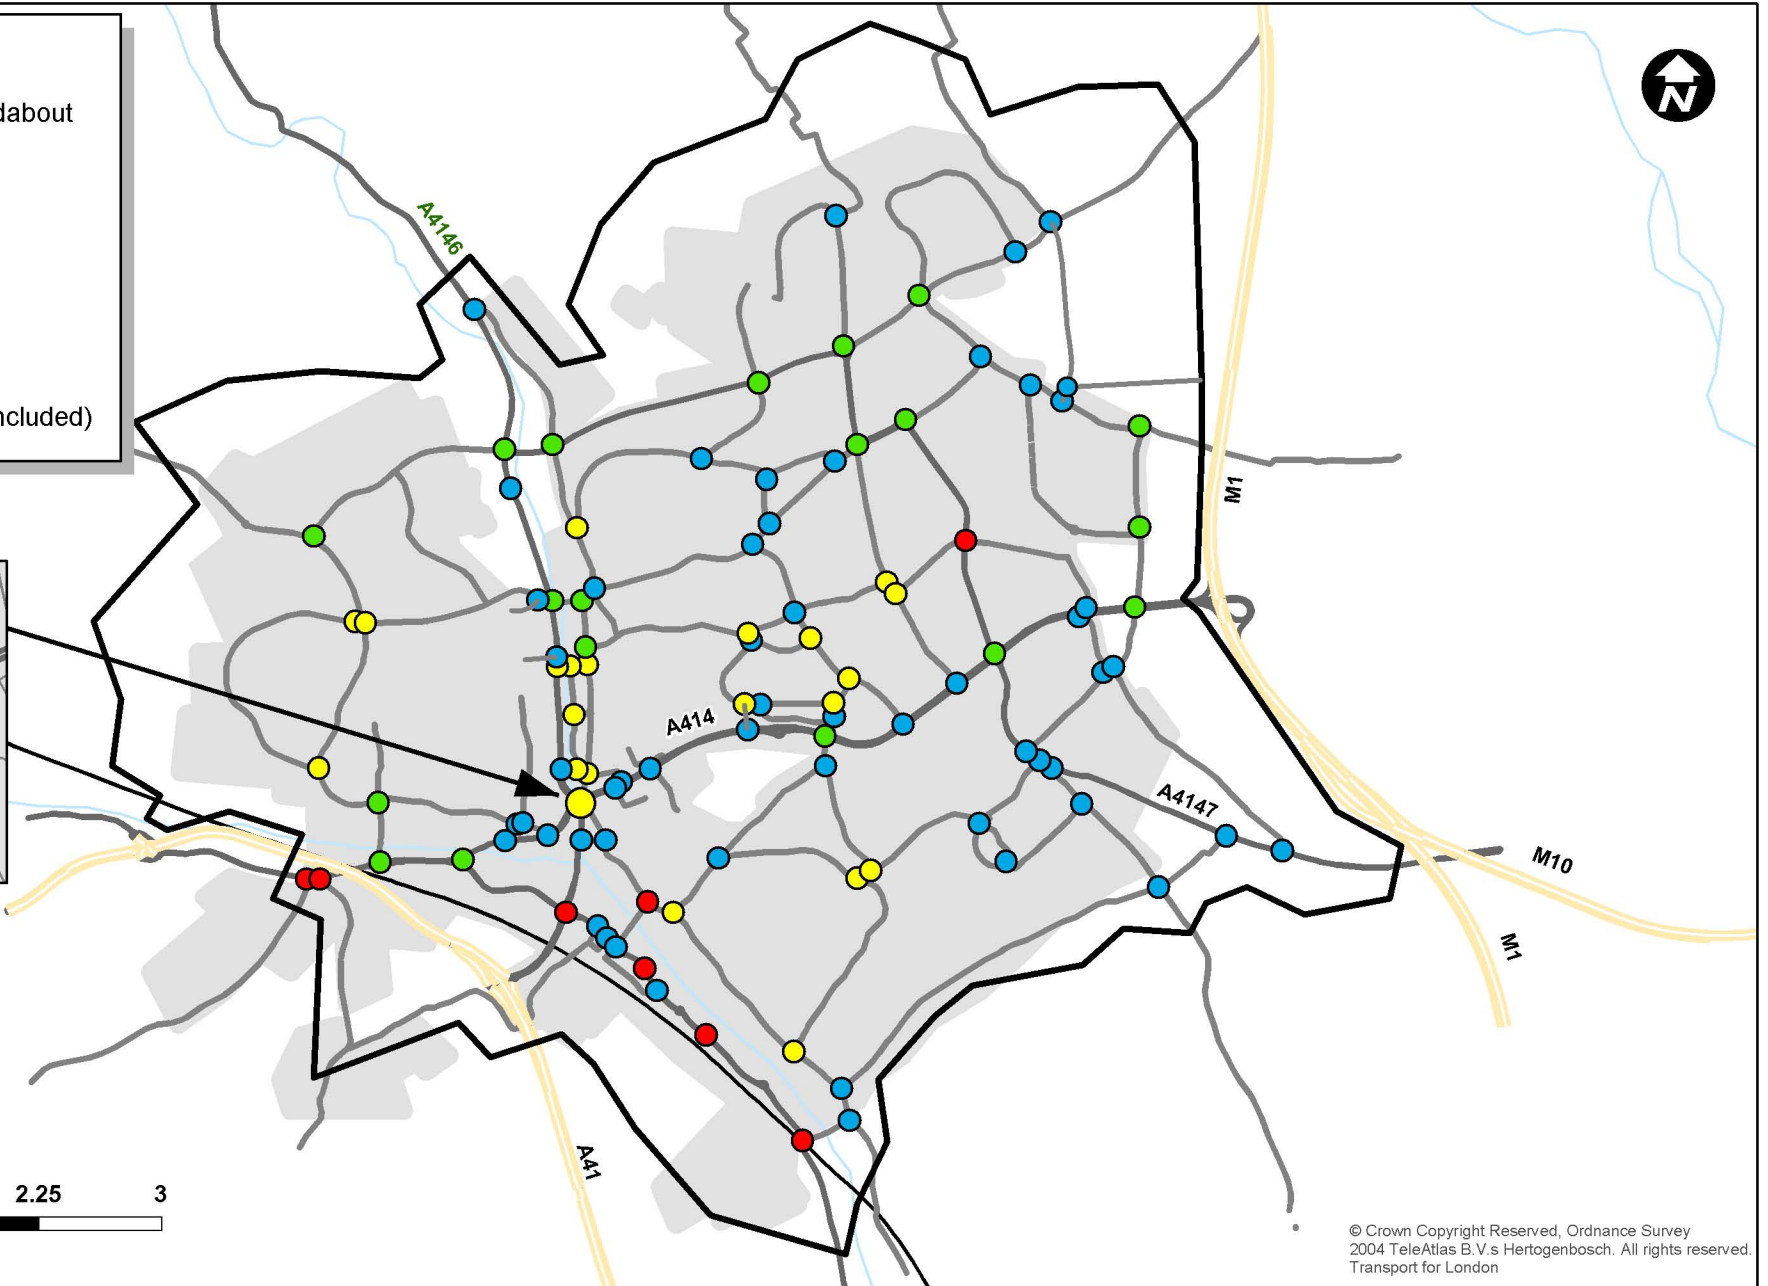 dabout
ncluded)
N
A4146
M1
A414
A4147
M10
M1
A41
2.25 3
© Crown Copyright Reserved, Ordnance Survey
2004 TeleAtlas B.V.s Hertogenbosch. All rights reserved.
Transport for London